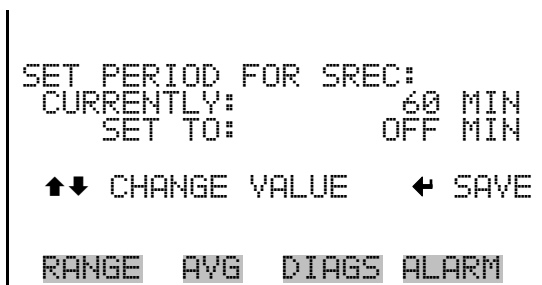 SET PERIOD FOR SREC:
CURRENTLY: 60 MIN
SET TO: OFF MIN
↑↓ CHANGE VALUE ↵ SAVE
RANGE AVG DIAGS ALARM